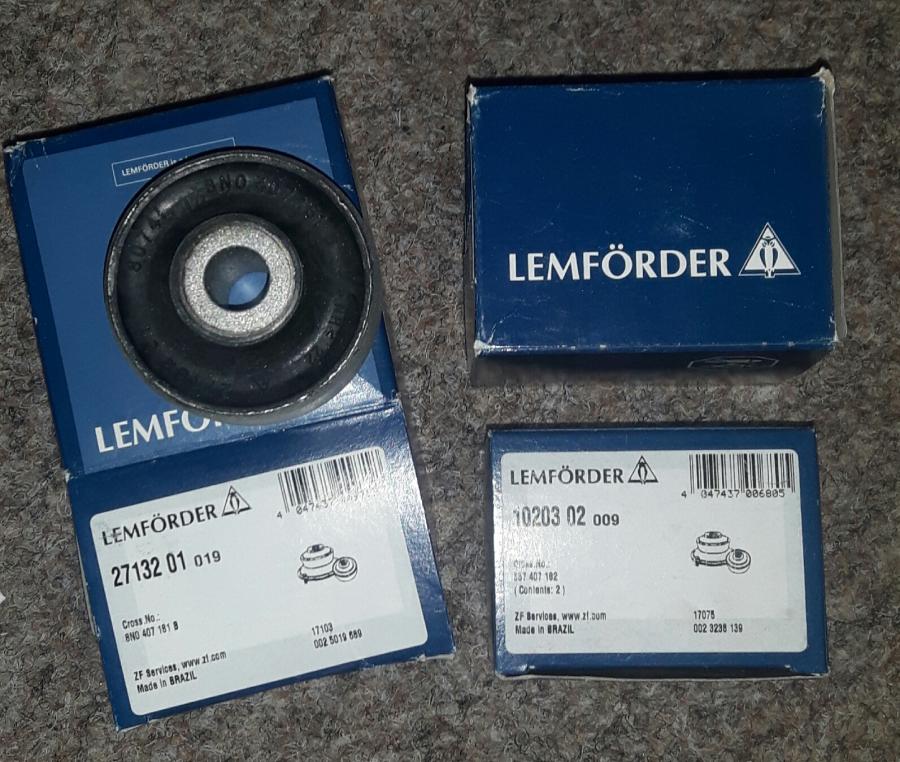 LEMFÖRDER
8N0
LEMFÖRDER
LEMFÖRDER
27132 01 019
Cross No.:
8N0 407 181 B
17103
002 5019 689
ZF Services, www.zf.com
Made in BRAZIL
LEMFÖRDER
LEMFÖRDER
4 047437 006805
10203 02 009
Cross No.:
357 407 182
(Contents: 2)
ZF Services, www.zf.com
17075
Made in BRAZIL
002 3236 139